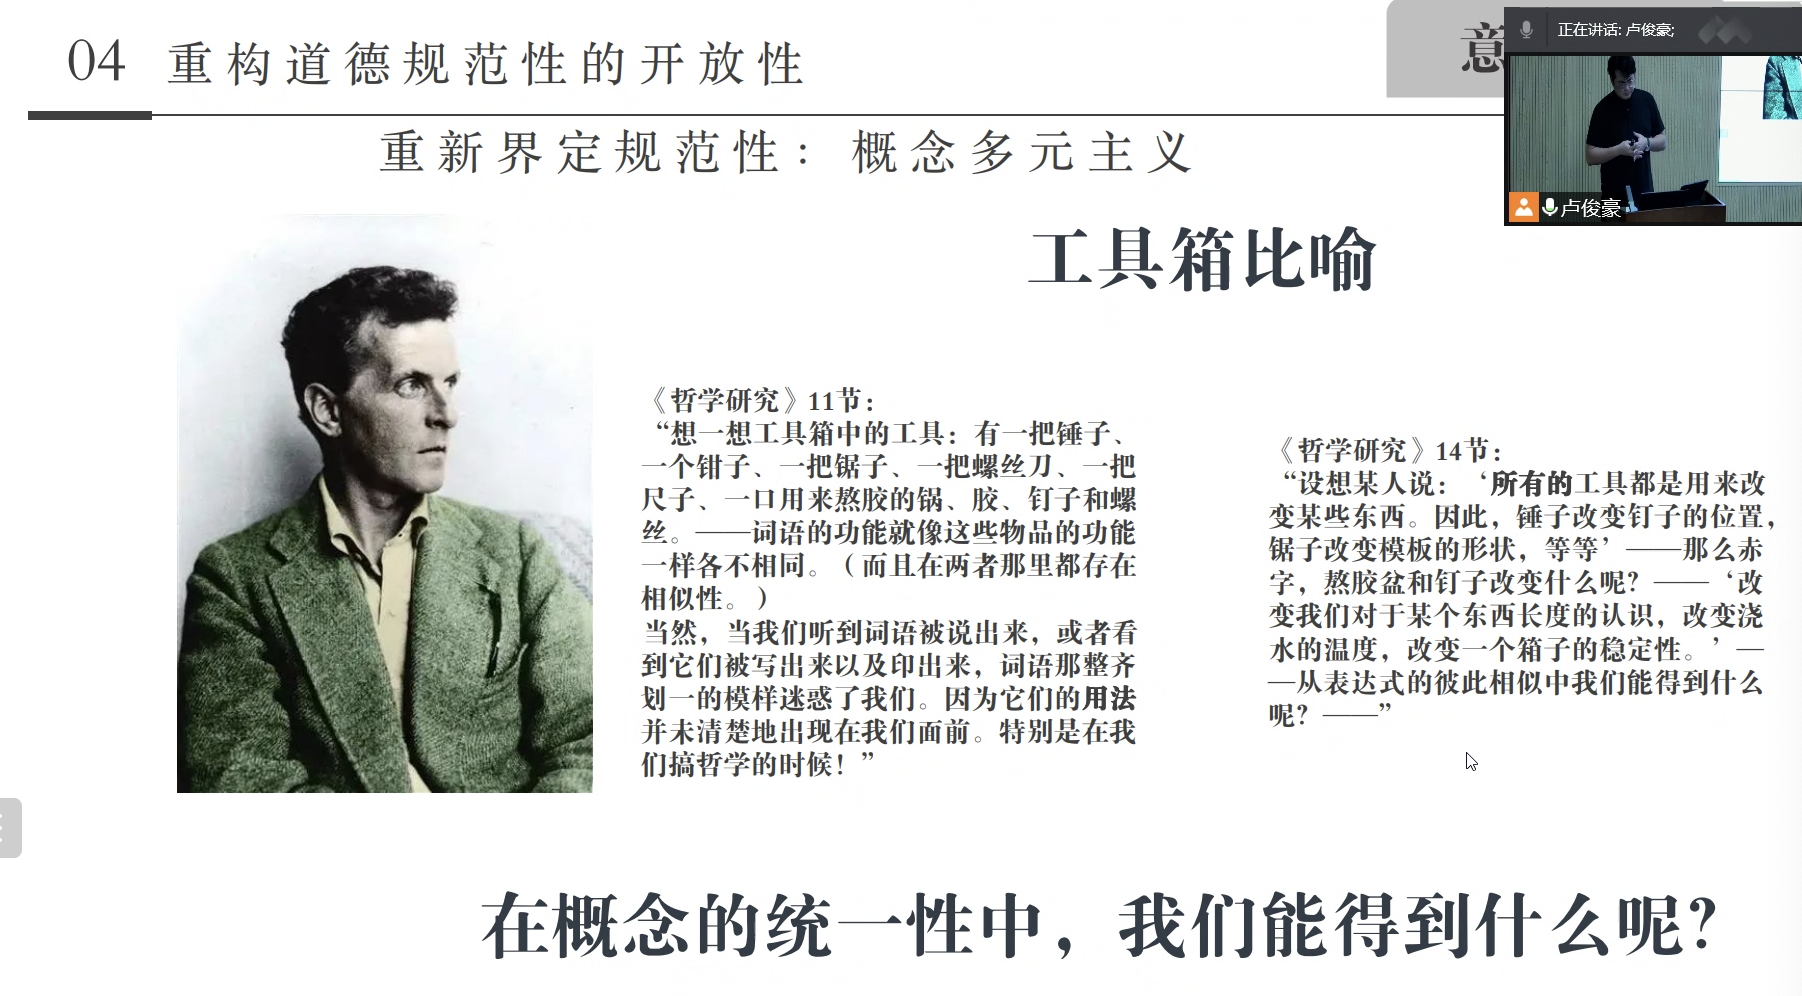 04 重构道德规范性的开放性
意
正在讲话: 卢俊豪;
卢俊豪
重新界定规范性：概念多元主义
工具箱比喻
《哲学研究》11节：
“想一想工具箱中的工具：有一把锤子、
一个钳子、一把锯子、一把螺丝刀、一把
尺子、一口用来熬胶的锅、胶、钉子和螺
丝。——词语的功能就像这些物品的功能
一样各不相同。（而且在两者那里都存在
相似性。）
当然，当我们听到词语被说出来，或者看
到它们被写出来以及印出来，词语那整齐
划一的模样迷惑了我们。因为它们的用法
并未清楚地出现在我们面前。特别是在我
们搞哲学的时候！”
《哲学研究》14节：
“设想某人说：‘所有的工具都是用来改
变某些东西。因此，锤子改变钉子的位置，
锯子改变模板的形状，等等’——那么赤
字，熬胶盆和钉子改变什么呢？——‘改
变我们对于某个东西长度的认识，改变浇
水的温度，改变一个箱子的稳定性。’—
—从表达式的彼此相似中我们能得到什么
呢？——”
在概念的统一性中，我们能得到什么呢？